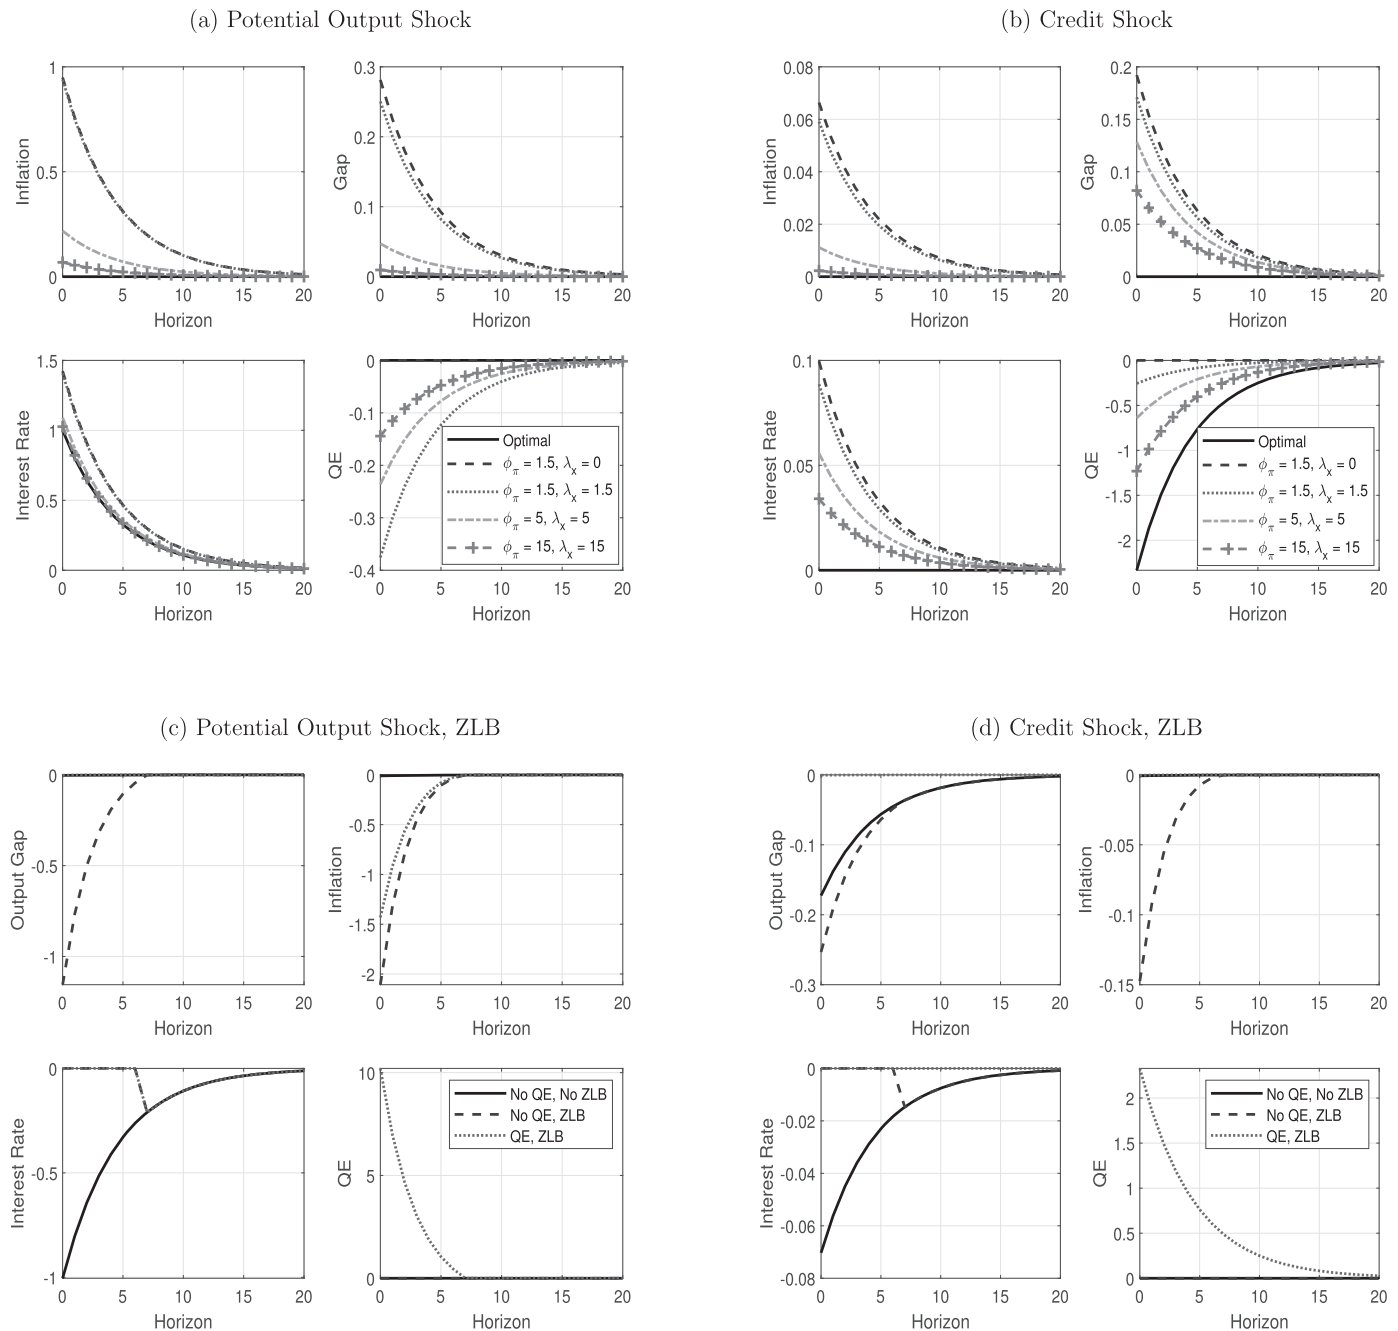 (a) Potential Output Shock
1
0.5
0
0 5 10 15 20
Inflation
Horizon
0.3
0.2
0.1
0
0 5 10 15 20
Gap
Horizon
1.5
1
0.5
0
0 5 10 15 20
Interest Rate
Horizon
0
-0.1
-0.2
-0.3
-0.4
0 5 10 15 20
QE
Horizon
Optimal
ϕπ = 1.5, λx = 0
ϕπ = 1.5, λx = 1.5
ϕπ = 5, λx = 5
ϕπ = 15, λx = 15
(b) Credit Shock
0.08
0.06
0.04
0.02
0
0 5 10 15 20
Inflation
Horizon
0.2
0.15
0.1
0.05
0
0 5 10 15 20
Gap
Horizon
0.1
0.05
0
0 5 10 15 20
Interest Rate
Horizon
0
-0.5
-1
-1.5
-2
0 5 10 15 20
QE
Horizon
Optimal
ϕπ = 1.5, λx = 0
ϕπ = 1.5, λx = 1.5
ϕπ = 5, λx = 5
ϕπ = 15, λx = 15
(c) Potential Output Shock, ZLB
0
-0.5
-1
0 5 10 15 20
Output Gap
Horizon
0
-0.5
-1
-1.5
-2
0 5 10 15 20
Inflation
Horizon
0
-0.5
-1
0 5 10 15 20
Interest Rate
Horizon
10
5
0
0 5 10 15 20
QE
Horizon
No QE, No ZLB
No QE, ZLB
QE, ZLB
(d) Credit Shock, ZLB
0
-0.1
-0.2
-0.3
0 5 10 15 20
Output Gap
Horizon
0
-0.05
-0.1
-0.15
0 5 10 15 20
Inflation
Horizon
0
-0.02
-0.04
-0.06
-0.08
0 5 10 15 20
Interest Rate
Horizon
2
1.5
1
0.5
0
0 5 10 15 20
QE
Horizon
No QE, No ZLB
No QE, ZLB
QE, ZLB